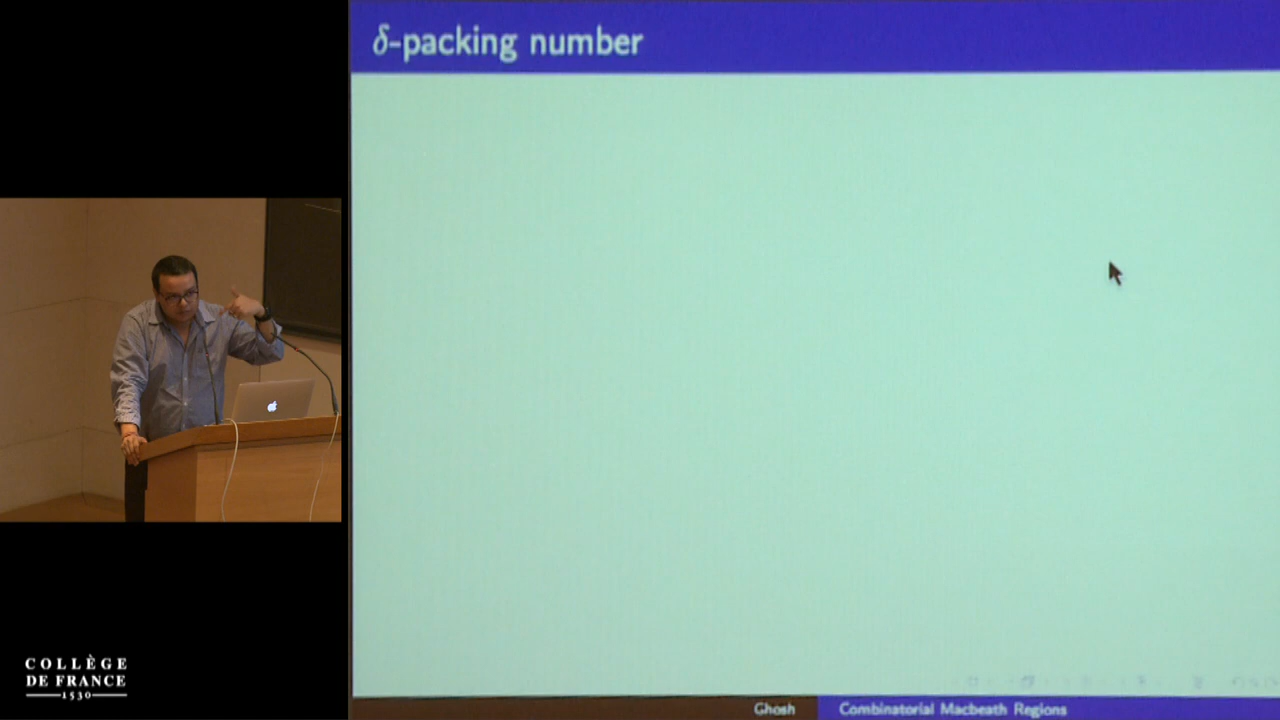 δ-packing number
COLLÈGE
DE FRANCE
1530
Ghosh
Combinatorial Macbeath Regions